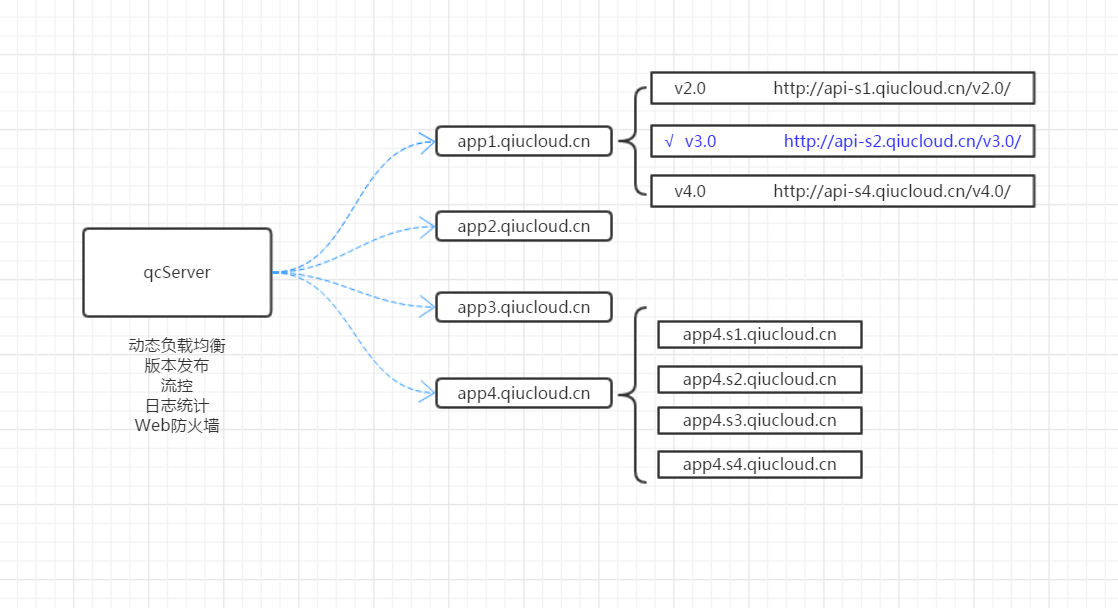 qcServer
动态负载均衡
版本发布
流控
日志统计
Web防火墙
app1.qiucloud.cn
v2.0 http://api-s1.qiucloud.cn/v2.0/
√ v3.0 http://api-s2.qiucloud.cn/v3.0/
v4.0 http://api-s4.qiucloud.cn/v4.0/
app2.qiucloud.cn
app3.qiucloud.cn
app4.qiucloud.cn
app4.s1.qiucloud.cn
app4.s2.qiucloud.cn
app4.s3.qiucloud.cn
app4.s4.qiucloud.cn